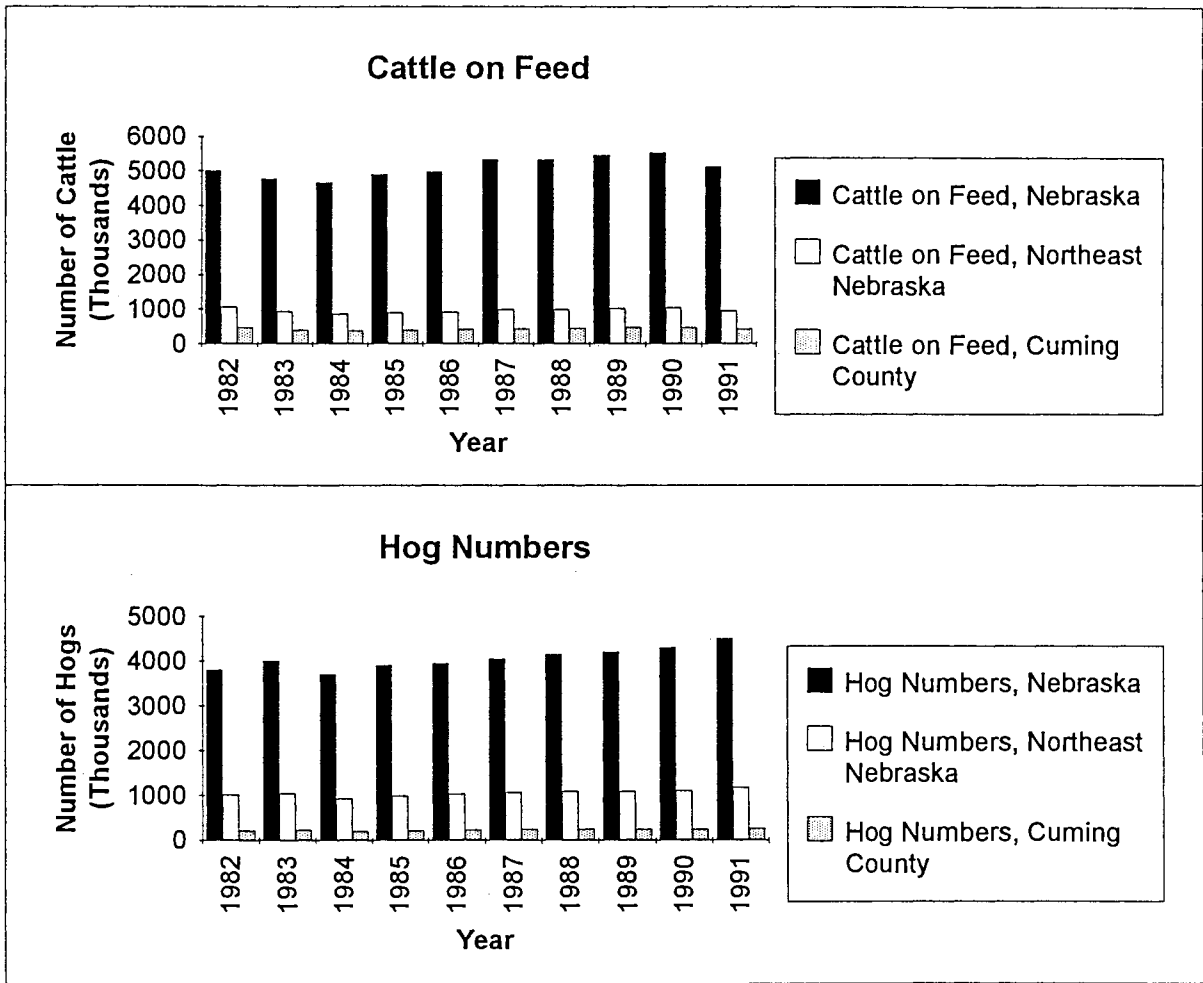 Cattle on Feed
Number of Cattle
(Thousands)
6000
5000
4000
3000
2000
1000
0
1982
1983
1984
1985
1986
1987
1988
1989
1990
1991
Year
Cattle on Feed, Nebraska
Cattle on Feed, Northeast
Nebraska
Cattle on Feed, Cuming
County
Hog Numbers
Number of Hogs
(Thousands)
5000
4000
3000
2000
1000
0
1982
1983
1984
1985
1986
1987
1988
1989
1990
1991
Year
Hog Numbers, Nebraska
Hog Numbers, Northeast
Nebraska
Hog Numbers, Cuming
County